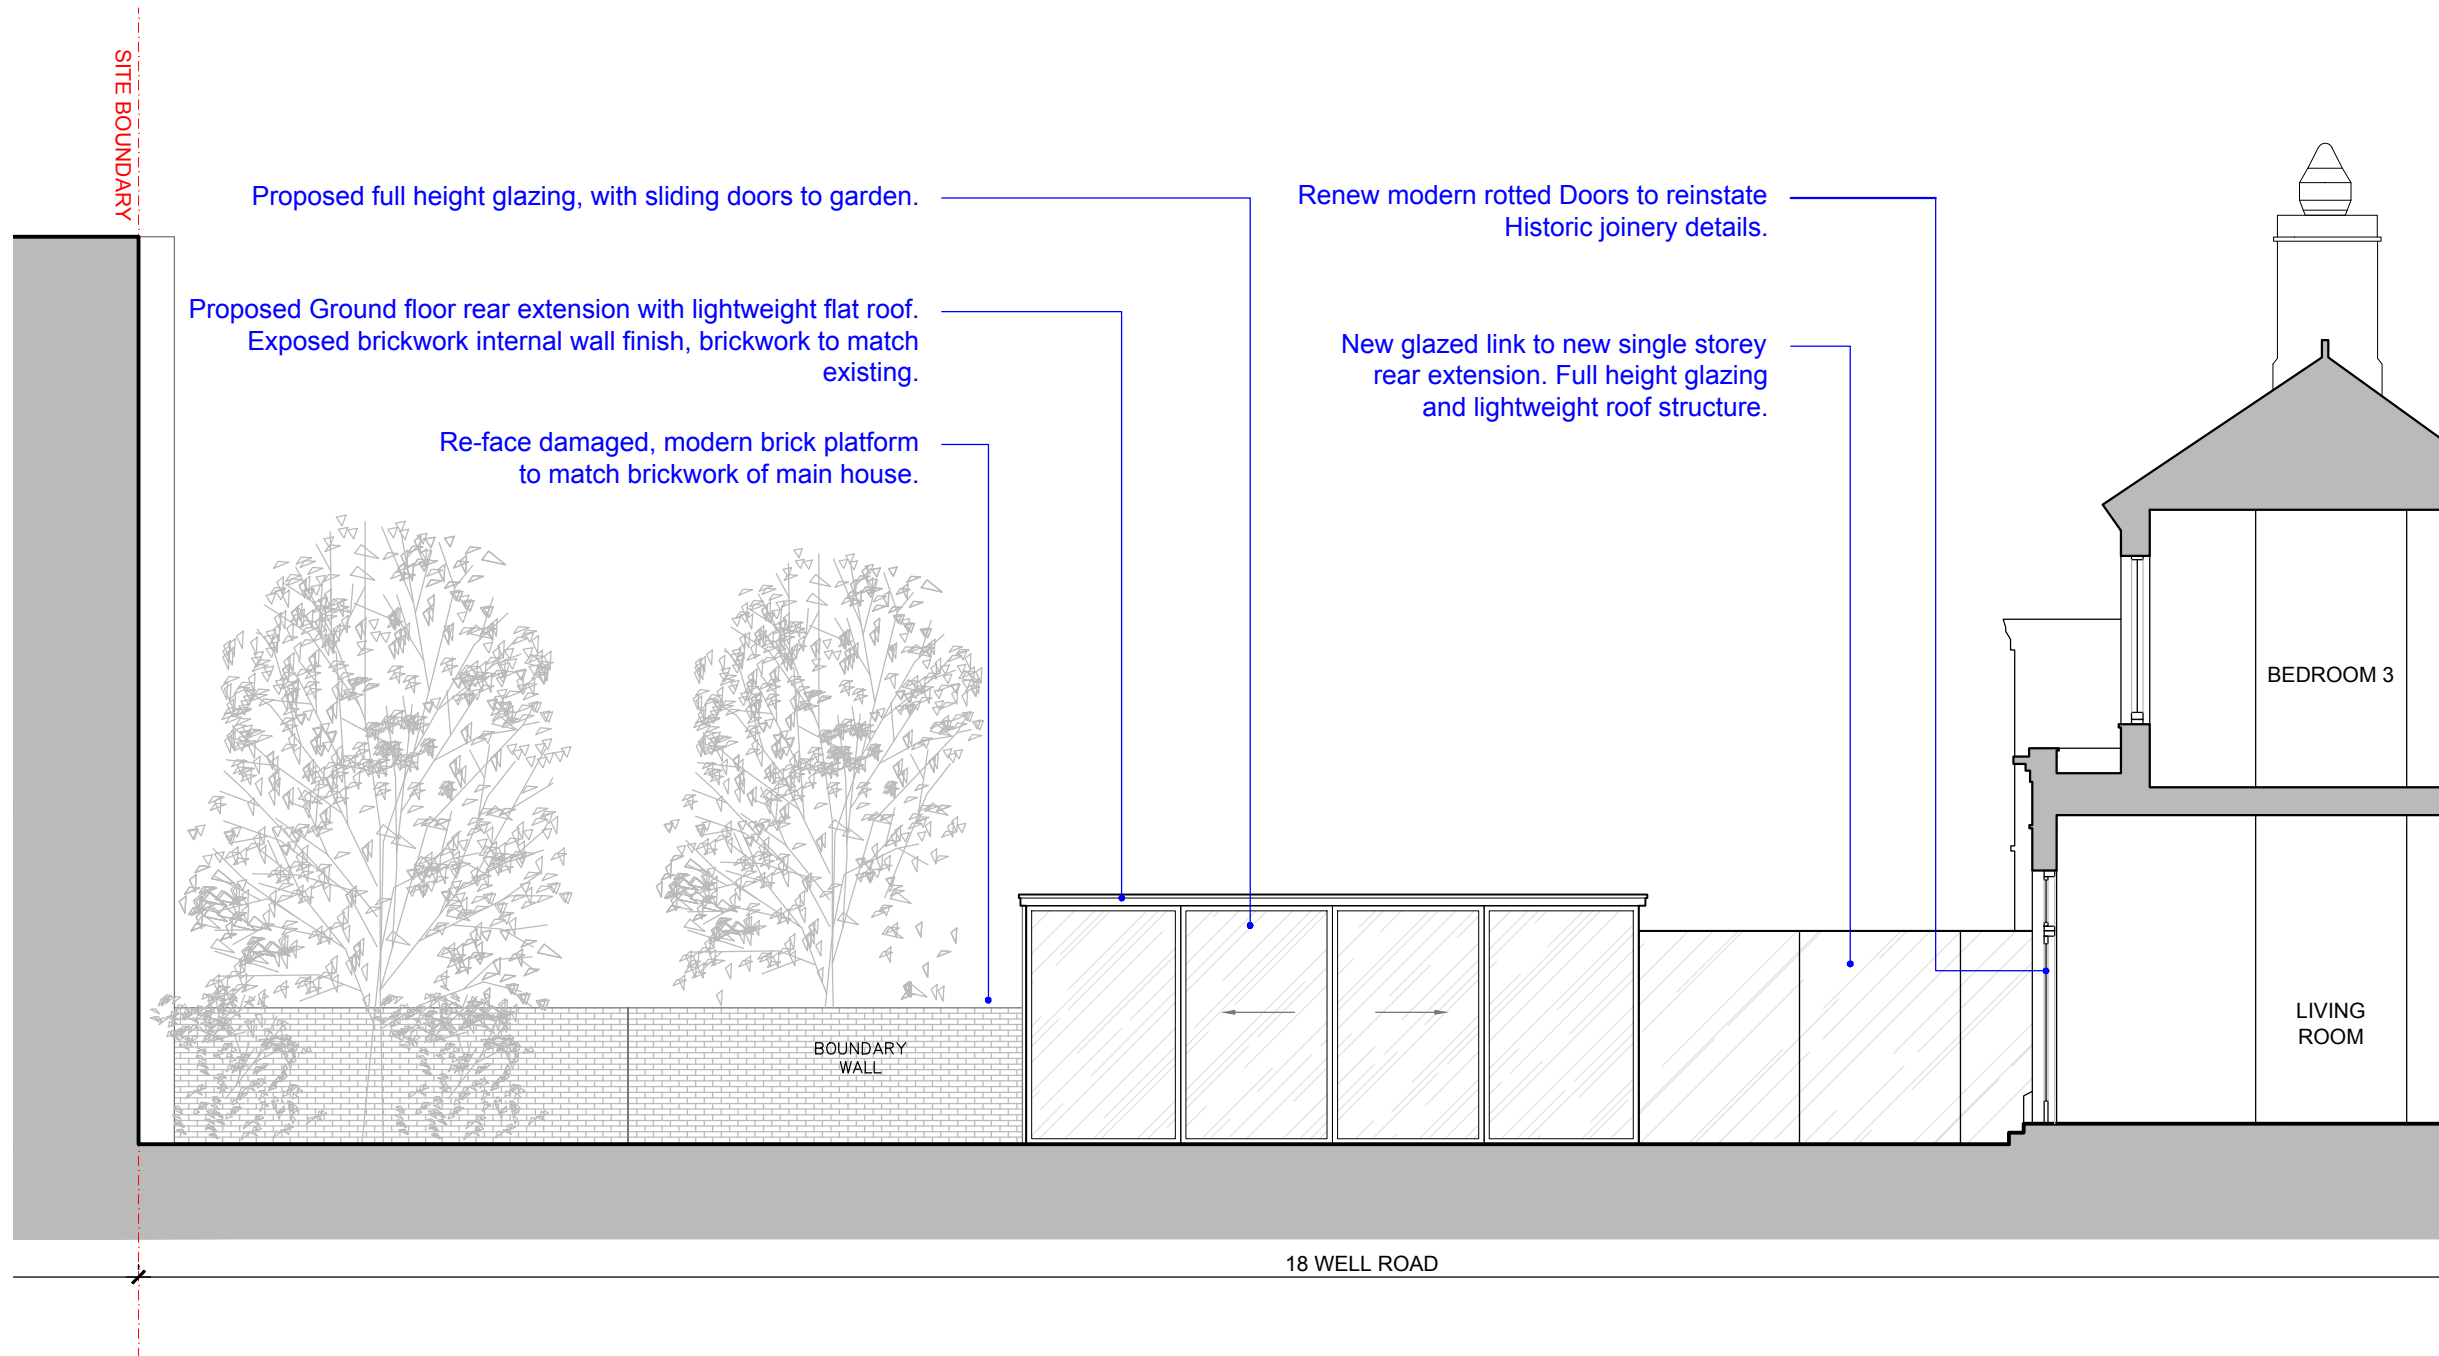 SITE BOUNDARY
Proposed full height glazing, with sliding doors to garden.
Proposed Ground floor rear extension with lightweight flat roof.
Exposed brickwork internal wall finish, brickwork to match
existing.
Re-face damaged, modern brick platform
to match brickwork of main house.
Renew modern rotted Doors to reinstate
Historic joinery details.
New glazed link to new single storey
rear extension. Full height glazing
and lightweight roof structure.
BEDROOM 3
LIVING
ROOM
BOUNDARY
WALL
18 WELL ROAD